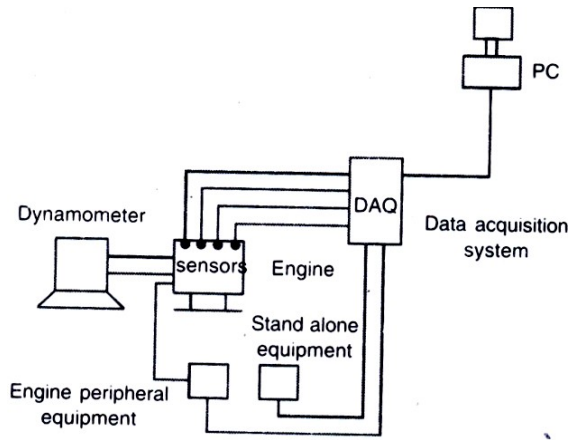 PC
DAQ
Data acquisition
system
Dynamometer
sensors
Engine
Stand alone
equipment
Engine peripheral
equipment